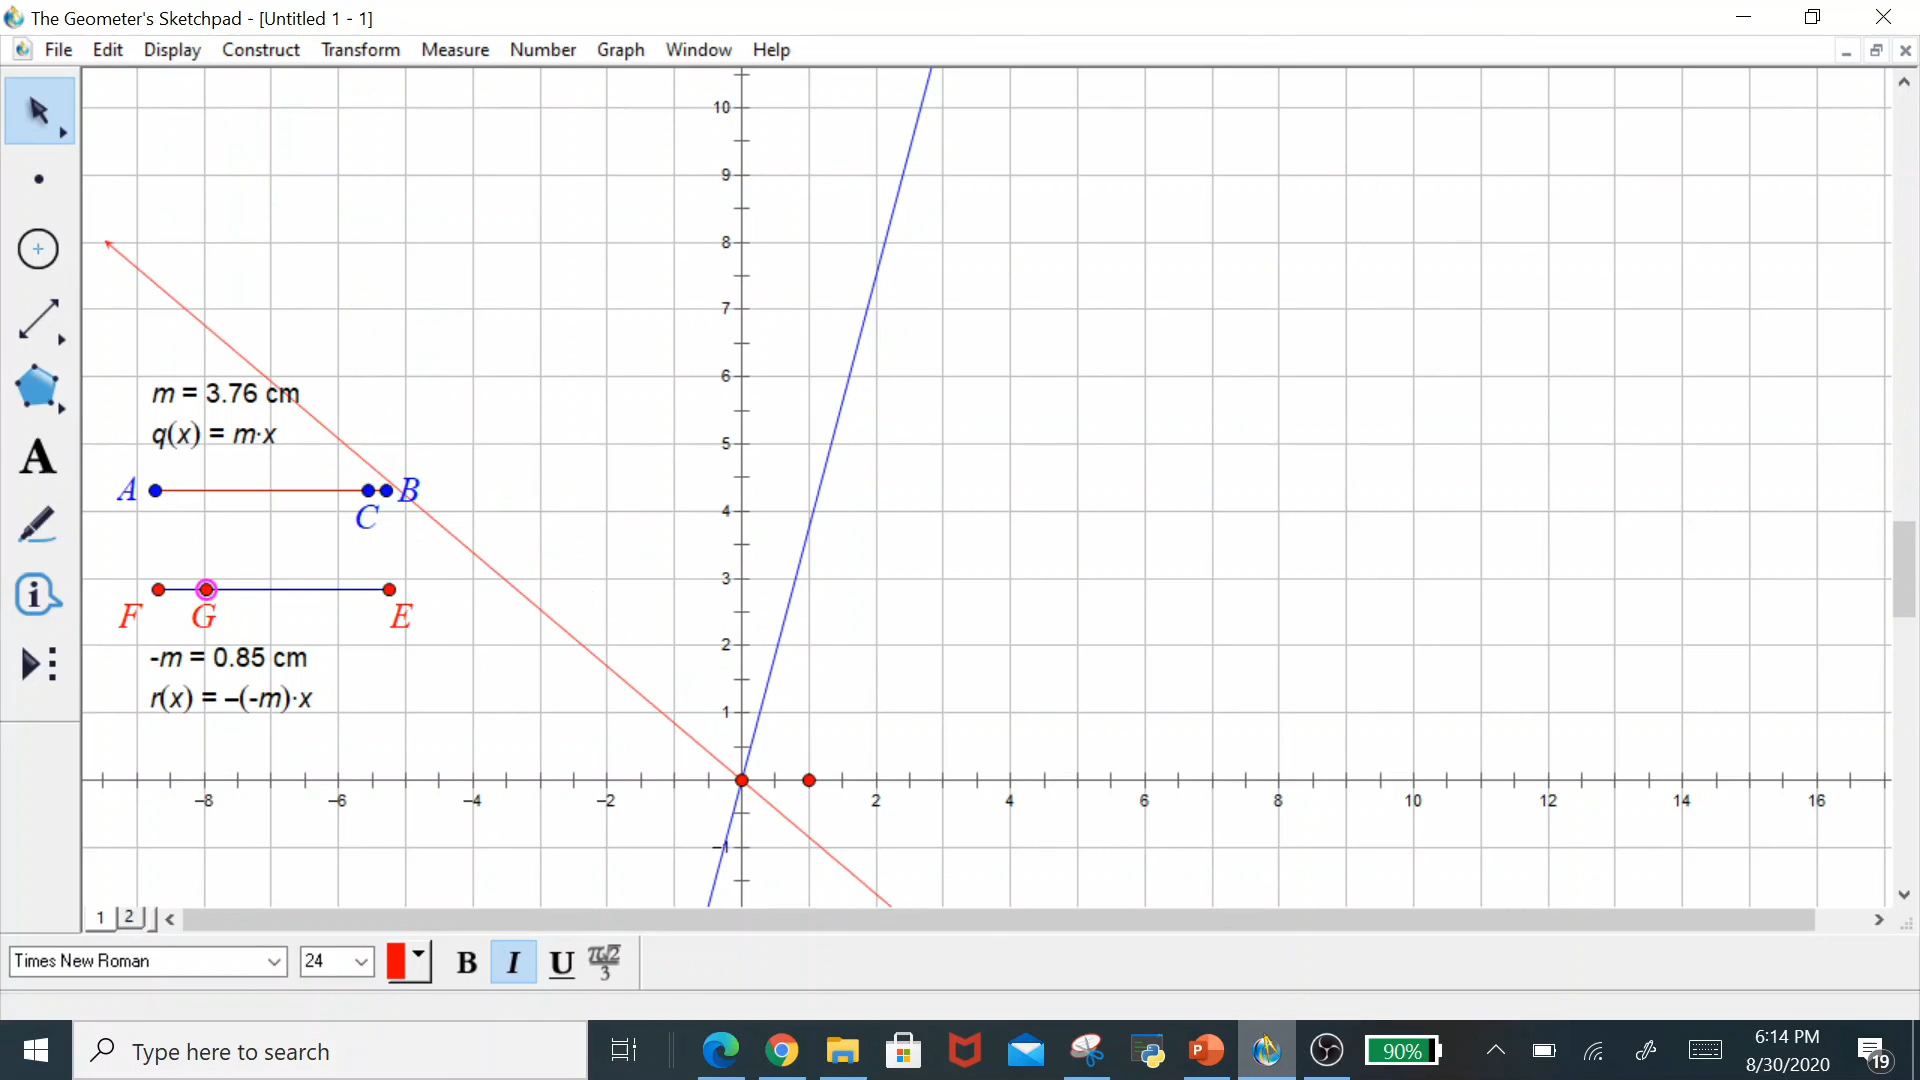 The Geometer's Sketchpad - [Untitled 1 - 1]
File Edit Display Construct Transform Measure Number Graph Window Help
10
9
8
7
6
m = 3.76 cm
q(x) = m·x
5
A B
C
4
3
F G E
2
-m = 0.85 cm
r(x) = –(-m)·x
1
–8 –6 –4 –2 2 4 6 8 10 12 14 16
–1
A
1 2
Times New Roman 24 B I U π√2/3
Type here to search
90%
6:14 PM
8/30/2020
19